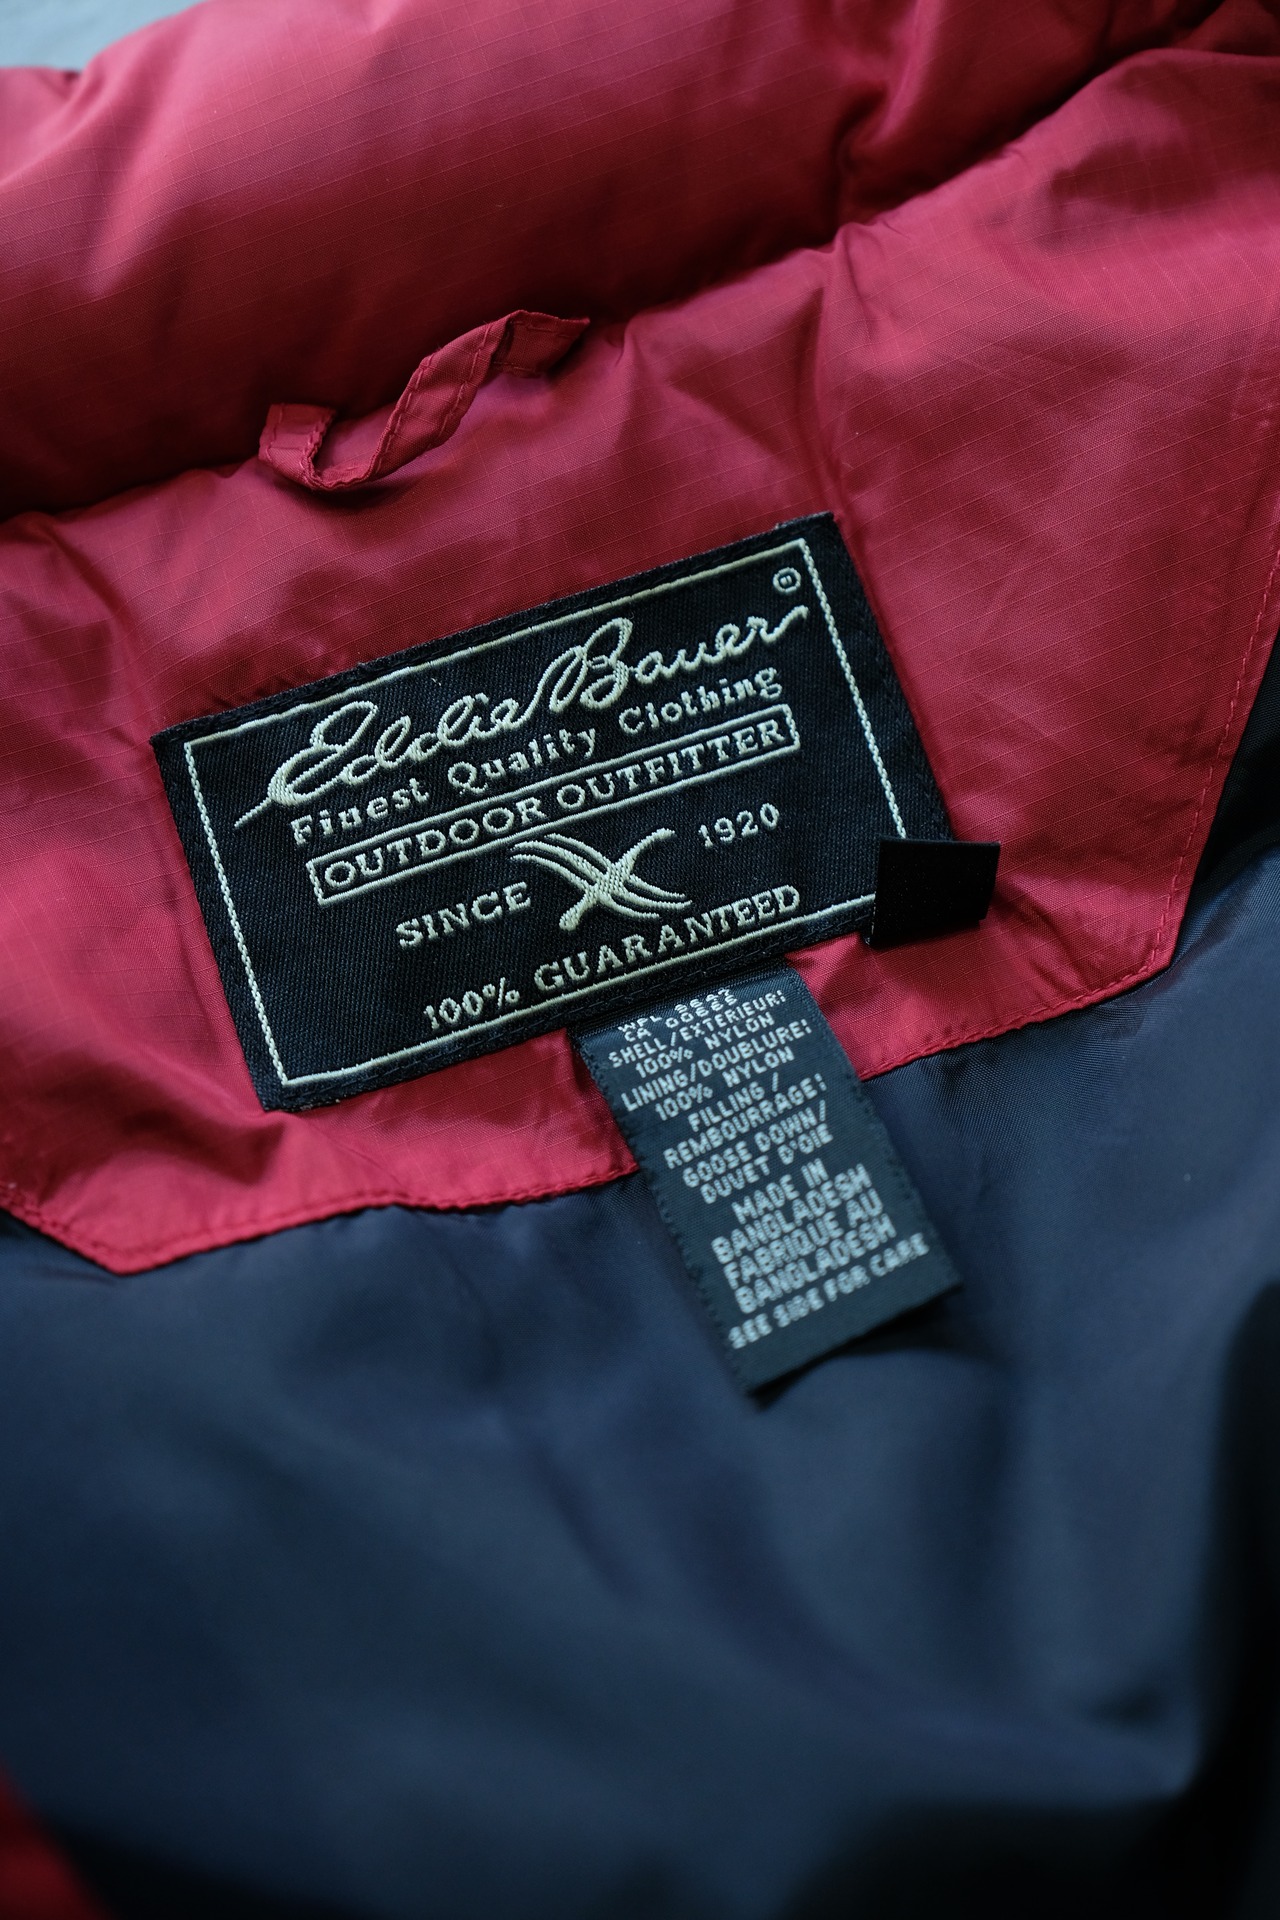 Eddie Bauer®
Finest Quality Clothing
OUTDOOR OUTFITTER
SINCE 1920
100% GUARANTEED
SHELL/EXTERIEUR:
100% NYLON
LINING/DOUBLURE:
100% NYLON
FILLING /
REMBOURRAGE:
GOOSE DOWN/
DUVET D'OIE
MADE IN
BANGLADESH
FABRIQUE AU
BANGLADESH
SEE SIDE FOR CARE